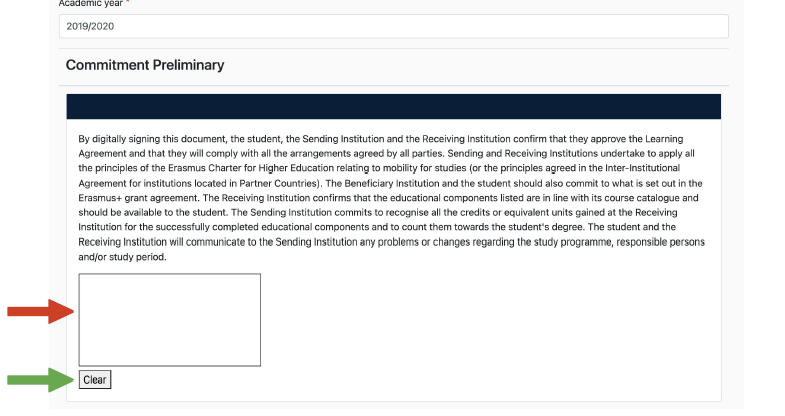 Academic year *
2019/2020
Commitment Preliminary
By digitally signing this document, the student, the Sending Institution and the Receiving Institution confirm that they approve the Learning
Agreement and that they will comply with all the arrangements agreed by all parties. Sending and Receiving Institutions undertake to apply all
the principles of the Erasmus Charter for Higher Education relating to mobility for studies (or the principles agreed in the Inter-Institutional
Agreement for institutions located in Partner Countries). The Beneficiary Institution and the student should also commit to what is set out in the
Erasmus+ grant agreement. The Receiving Institution confirms that the educational components listed are in line with its course catalogue and
should be available to the student. The Sending Institution commits to recognise all the credits or equivalent units gained at the Receiving
Institution for the successfully completed educational components and to count them towards the student's degree. The student and the
Receiving Institution will communicate to the Sending Institution any problems or changes regarding the study programme, responsible persons
and/or study period.
Clear